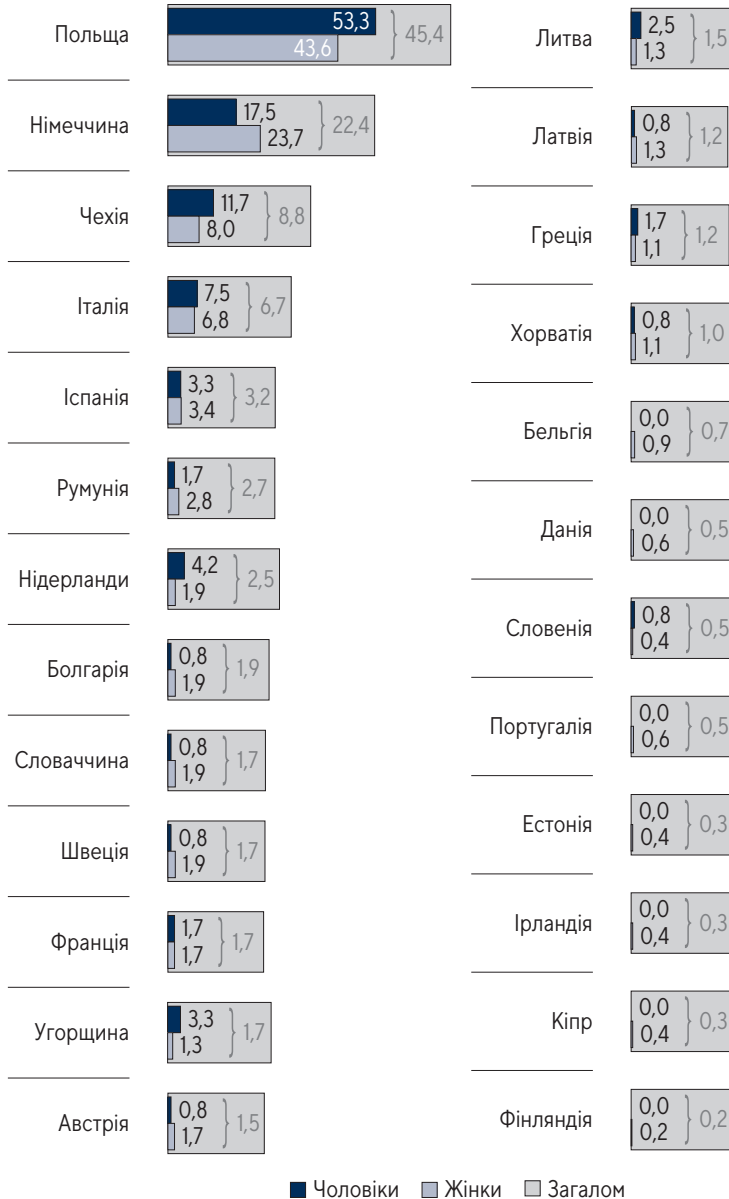 Польща 53,3 43,6 45,4
Німеччина 17,5 23,7 22,4
Чехія 11,7 8,0 8,8
Італія 7,5 6,8 6,7
Іспанія 3,3 3,4 3,2
Румунія 1,7 2,8 2,7
Нідерланди 4,2 1,9 2,5
Болгарія 0,8 1,9 1,9
Словаччина 0,8 1,9 1,7
Швеція 0,8 1,9 1,7
Франція 1,7 1,7 1,7
Угорщина 3,3 1,3 1,7
Австрія 0,8 1,7 1,5
Литва 2,5 1,3 1,5
Латвія 0,8 1,3 1,2
Греція 1,7 1,1 1,2
Хорватія 0,8 1,1 1,0
Бельгія 0,0 0,9 0,7
Данія 0,0 0,6 0,5
Словенія 0,8 0,4 0,5
Португалія 0,0 0,6 0,5
Естонія 0,0 0,4 0,3
Ірландія 0,0 0,4 0,3
Кіпр 0,0 0,4 0,3
Фінляндія 0,0 0,2 0,2
Чоловіки Жінки Загалом